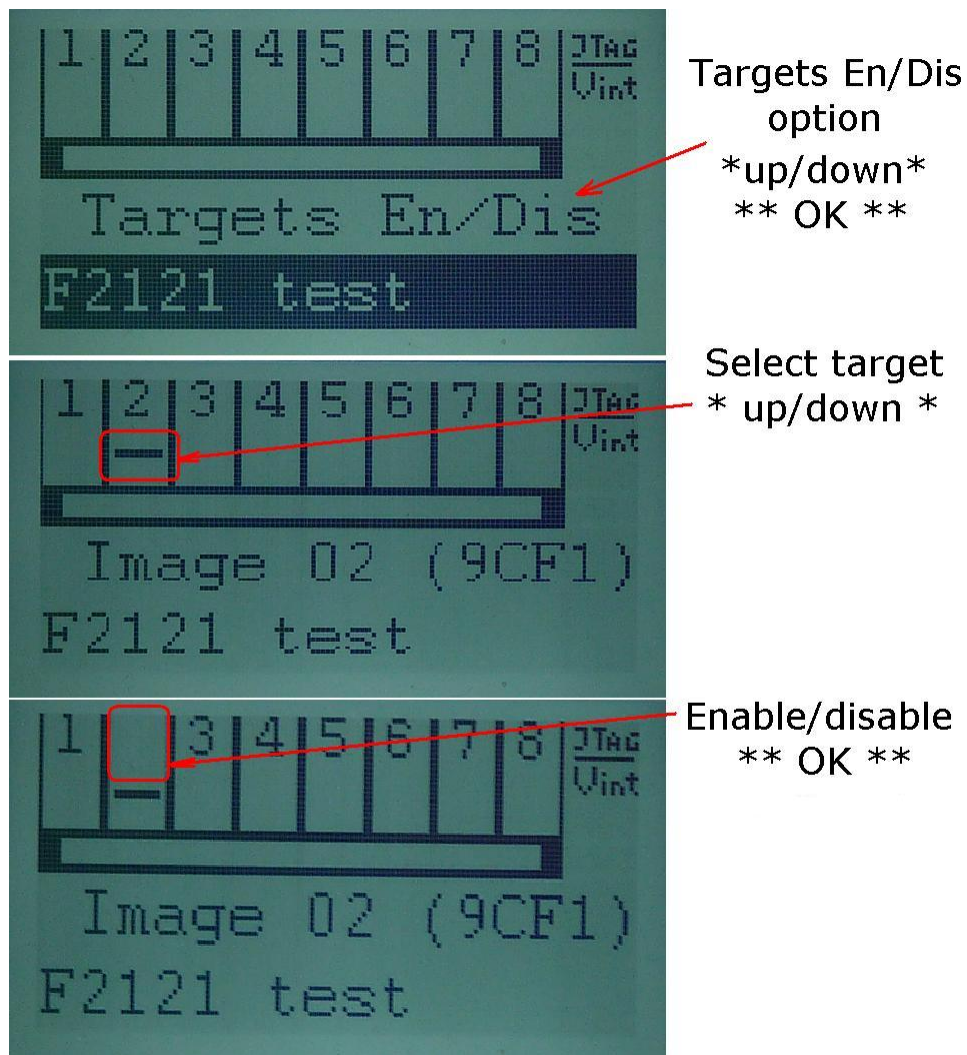 1 2 3 4 5 6 7 8 JTAG
Vint
Targets En/Dis
F2121 test
Targets En/Dis
option
*up/down*
** OK **
1 2 3 4 5 6 7 8 JTAG
Vint
Image 02 (9CF1)
F2121 test
Select target
* up/down *
1 3 4 5 6 7 8 JTAG
Vint
Image 02 (9CF1)
F2121 test
Enable/disable
** OK **